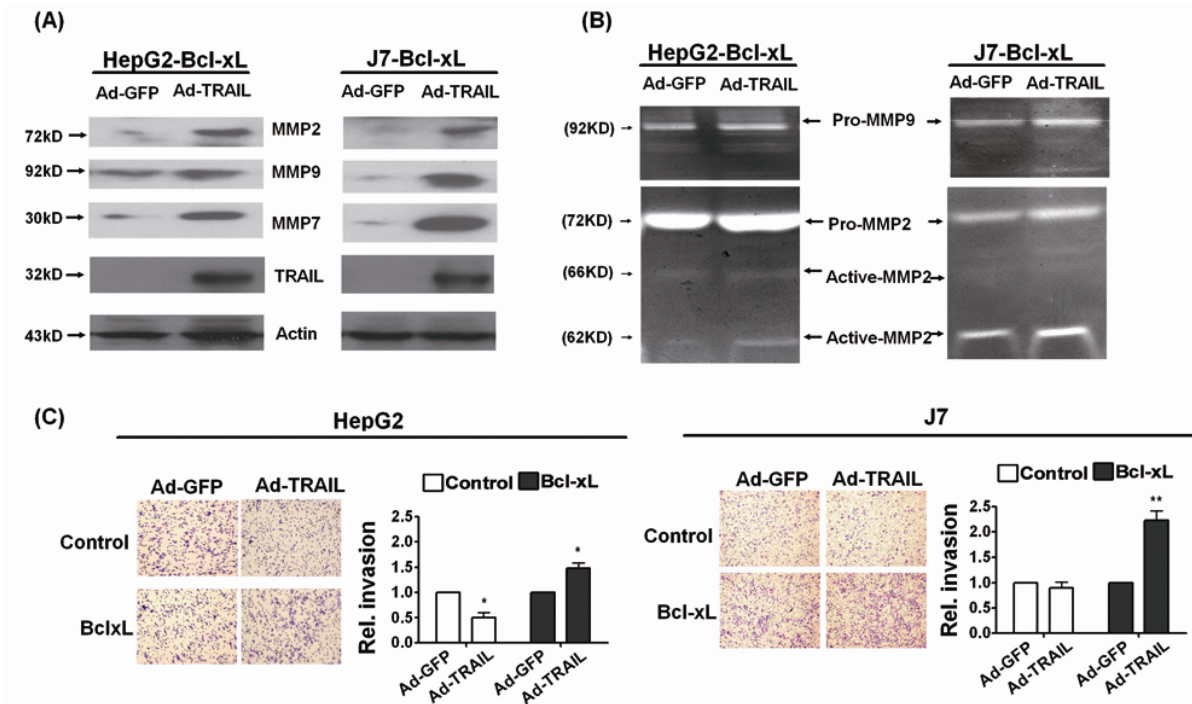 (A)
HepG2-Bcl-xL
J7-Bcl-xL
Ad-GFP Ad-TRAIL
Ad-GFP Ad-TRAIL
72kD
MMP2
92kD
MMP9
30kD
MMP7
32kD
TRAIL
43kD
Actin
(B)
HepG2-Bcl-xL
J7-Bcl-xL
Ad-GFP Ad-TRAIL
Ad-GFP Ad-TRAIL
(92KD)
Pro-MMP9
(72KD)
Pro-MMP2
(66KD)
Active-MMP2
(62KD)
Active-MMP2
(C)
HepG2
Ad-GFP Ad-TRAIL
Control
BclxL
Control Bcl-xL
Rel. invasion
2.5
2.0
1.5
1.0
0.5
0.0
*
*
Ad-GFP
Ad-TRAIL
Ad-GFP
Ad-TRAIL
J7
Ad-GFP Ad-TRAIL
Control
Bcl-xL
Control Bcl-xL
Rel. invasion
2.5
2.0
1.5
1.0
0.5
0.0
**
Ad-GFP
Ad-TRAIL
Ad-GFP
Ad-TRAIL